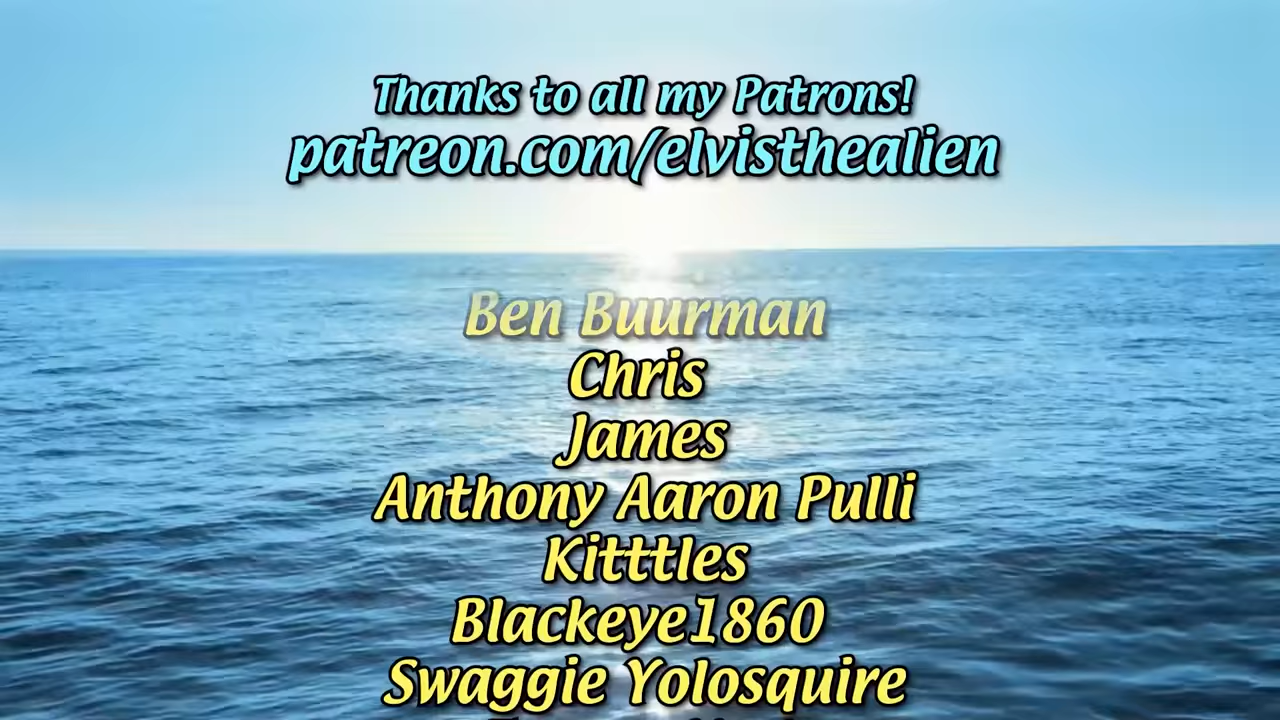 Thanks to all my Patrons!
patreon.com/elvisthealien
Ben Buurman
Chris
James
Anthony Aaron Pulli
Kitttles
Blackeye1860
Swaggie Yolosquire